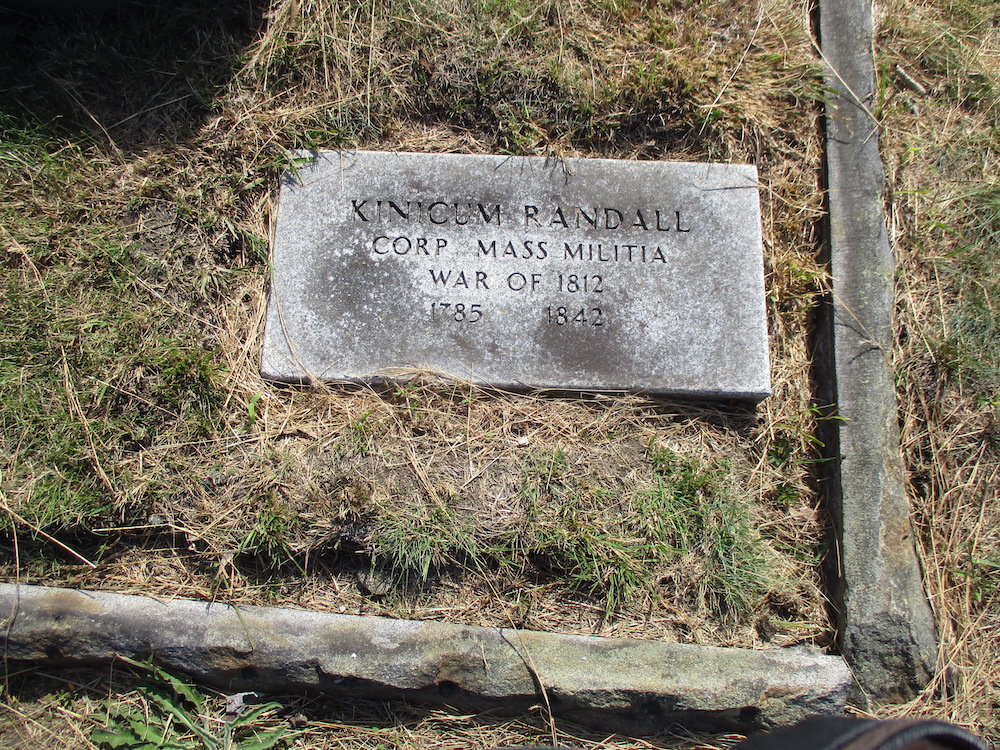 KINICUM RANDALL
CORP MASS MILITIA
WAR OF 1812
1785 1842